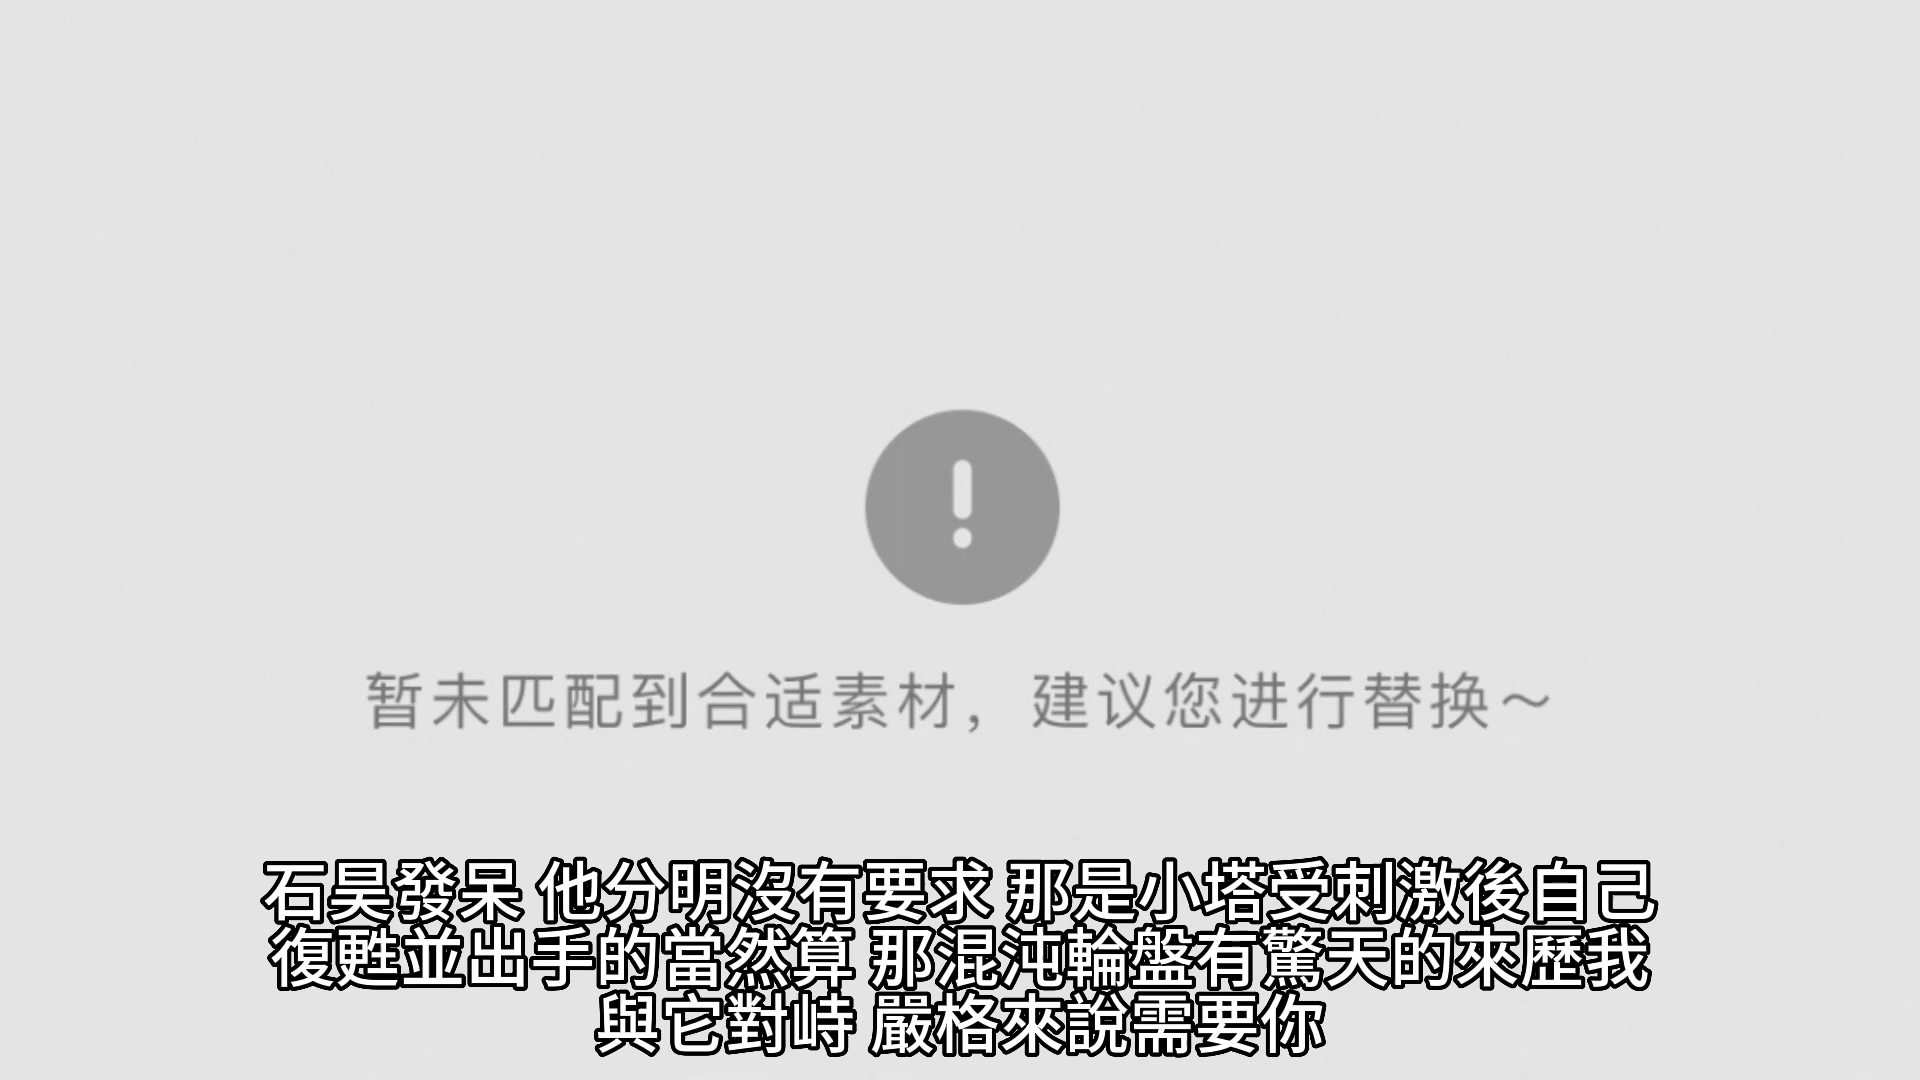 暂未匹配到合适素材，建议您进行替换～
石昊發呆 他分明沒有要求 那是小塔受刺激後自己
復甦並出手的當然算 那混沌輪盤有驚天的來歷我
與它對峙 嚴格來說需要你